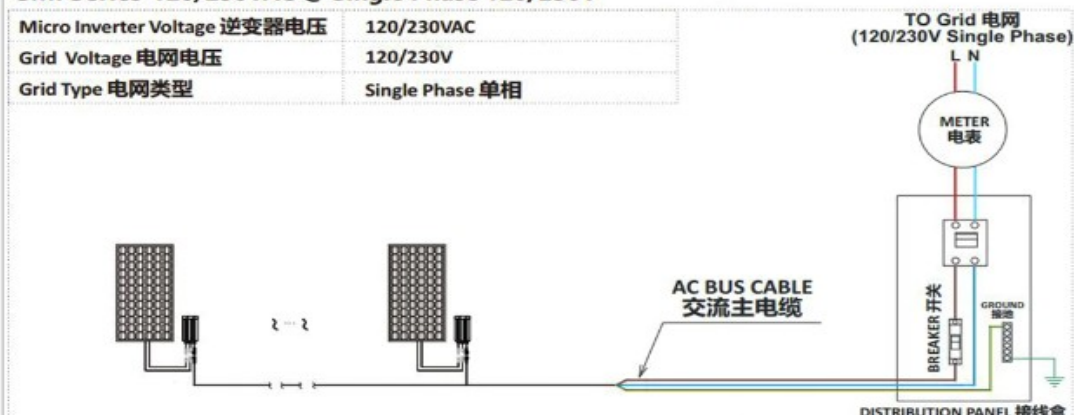 Micro Inverter Voltage 逆变器电压 120/230VAC
Grid Voltage 电网电压 120/230V
Grid Type 电网类型 Single Phase 单相
TO Grid 电网
(120/230V Single Phase)
L N
METER
电表
AC BUS CABLE
交流主电缆
BREAKER 开关
GROUND
接地
DISTRIBUTION PANEL 接线盒